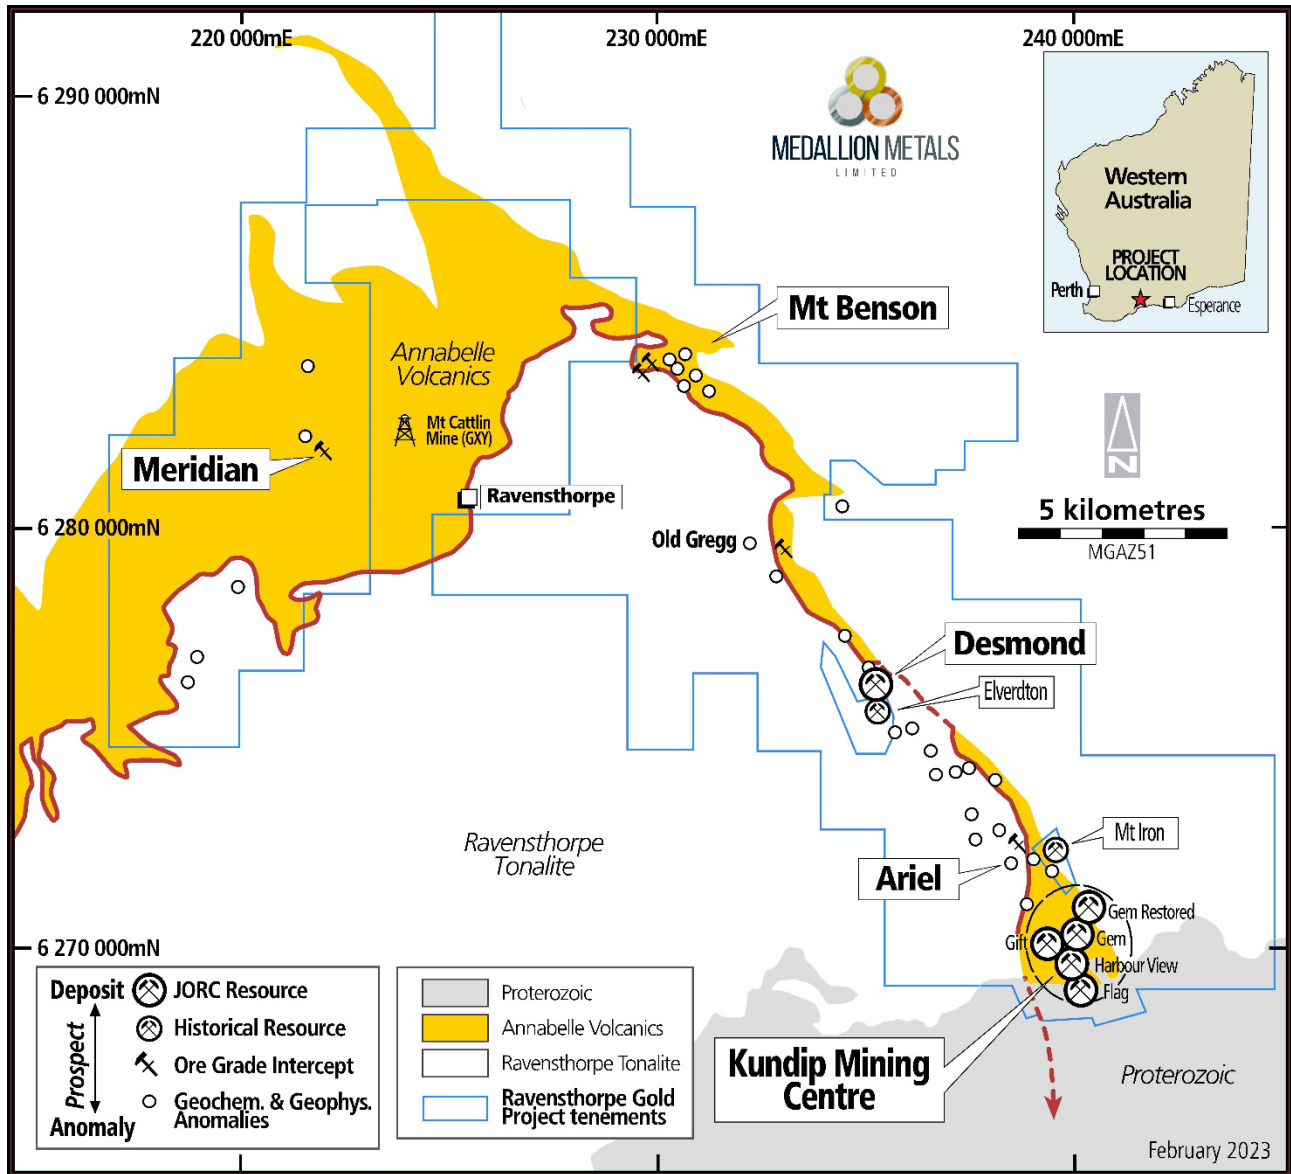 220 000mE
230 000mE
240 000mE
6 290 000mN
MEDALLION METALS
LIMITED
Western
Australia
PROJECT
LOCATION
Perth
Esperance
Mt Benson
Annabelle
Volcanics
Mt Cattlin
Mine (GXY)
Meridian
Ravensthorpe
N
5 kilometres
MGAZ51
6 280 000mN
Old Gregg
Desmond
Elverdton
Ravensthorpe
Tonalite
Mt Iron
Ariel
Gem Restored
Gift
Gem
6 270 000mN
Harbour View
Flag
Kundip Mining
Centre
Proterozoic
Deposit
JORC Resource
Historical Resource
Prospect
Ore Grade Intercept
Geochem. & Geophys.
Anomalies
Anomaly
Proterozoic
Annabelle Volcanics
Ravensthorpe Tonalite
Ravensthorpe Gold
Project tenements
February 2023